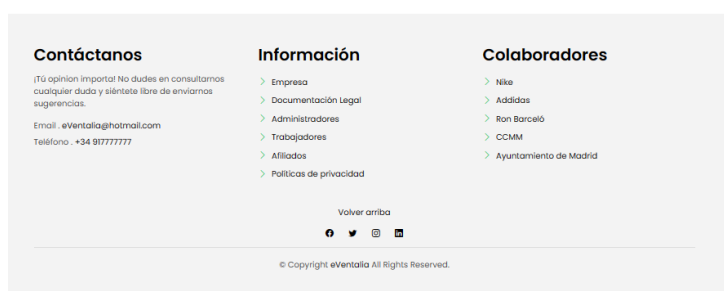 Contáctanos
¡Tú opinion importa! No dudes en consultarnos
cualquier duda y siéntete libre de enviarnos
sugerencias.
Email . eVentalia@hotmail.com
Teléfono . +34 917777777
Información
Empresa
Documentación Legal
Administradores
Trabajadores
Afiliados
Políticas de privacidad
Colaboradores
Nike
Addidas
Ron Barceló
CCMM
Ayuntamiento de Madrid
Volver arriba
© Copyright eVentalia All Rights Reserved.